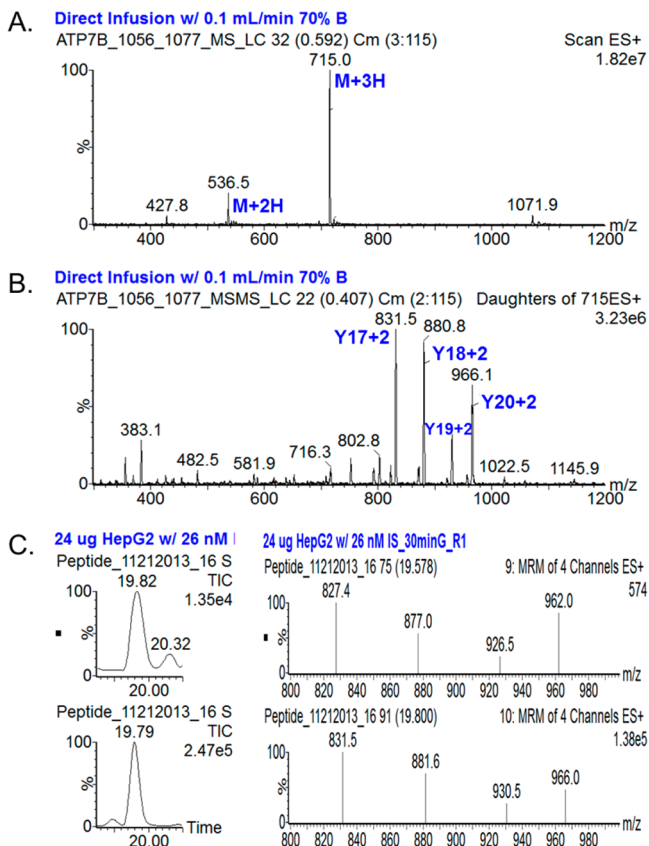 A.
Direct Infusion w/ 0.1 mL/min 70% B
ATP7B_1056_1077_MS_LC 32 (0.592) Cm (3:115) Scan ES+
1.82e7
715.0
100
M+3H
%
536.5
M+2H
427.8
1071.9
0
m/z
400 600 800 1000 1200
B.
Direct Infusion w/ 0.1 mL/min 70% B
ATP7B_1056_1077_MSMS_LC 22 (0.407) Cm (2:115) Daughters of 715ES+
3.23e6
831.5
100
Y17+2
880.8
Y18+2
966.1
%
Y20+2
Y19+2
383.1
482.5
581.9
716.3
802.8
1022.5
1145.9
0
m/z
400 600 800 1000 1200
C.
24 ug HepG2 w/ 26 nM
Peptide_11212013_16 S
TIC
1.35e4
19.82
100
%
20.32
0
20.00
Peptide_11212013_16 S
TIC
2.47e5
19.79
100
%
0
20.00
Time
24 ug HepG2 w/ 26 nM IS_30minG_R1
Peptide_11212013_16 75 (19.578) 9: MRM of 4 Channels ES+
574
827.4
962.0
100
877.0
%
926.5
0
m/z
800 820 840 860 880 900 920 940 960 980
Peptide_11212013_16 91 (19.800) 10: MRM of 4 Channels ES+
1.38e5
831.5
100
881.6
966.0
%
930.5
0
m/z
800 820 840 860 880 900 920 940 960 980